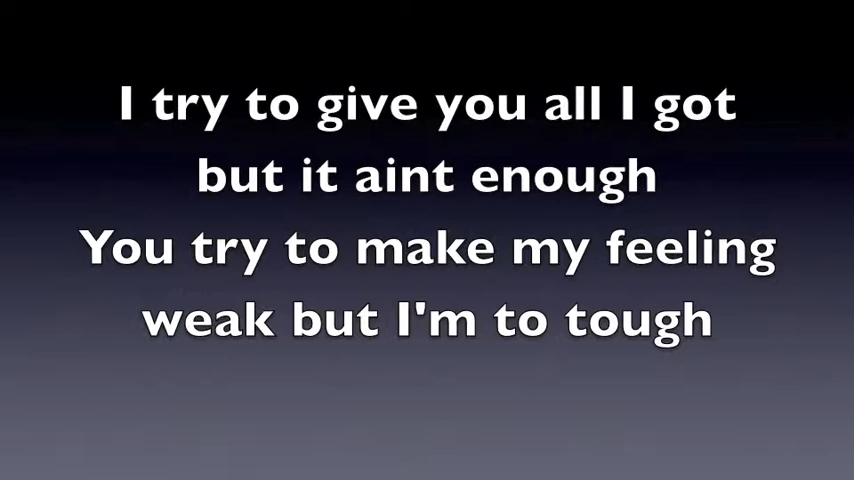 I try to give you all I got
but it aint enough
You try to make my feeling
weak but I'm to tough